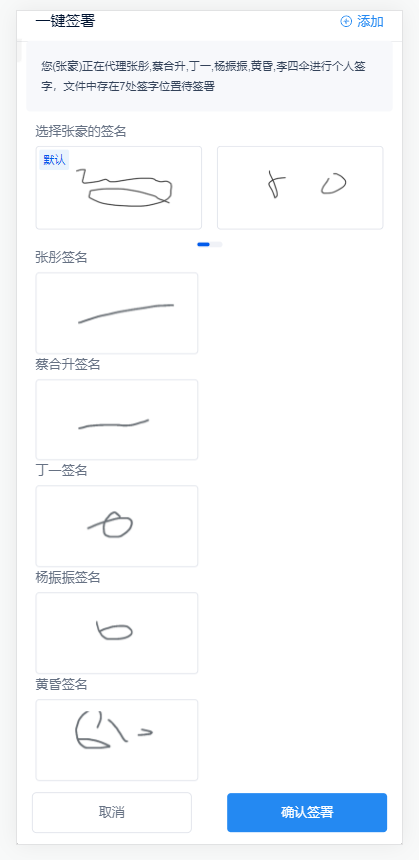 一键签署
添加
您(张豪)正在代理张彤,蔡合升,丁一,杨振振,黄昏,李四伞进行个人签
字，文件中存在7处签字位置待签署
选择张豪的签名
默认
张彤签名
蔡合升签名
丁一签名
杨振振签名
黄昏签名
取消
确认签署